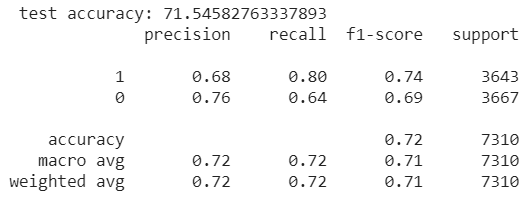 test accuracy: 71.54582763337893
precision recall f1-score support
1 0.68 0.80 0.74 3643
0 0.76 0.64 0.69 3667
accuracy 0.72 7310
macro avg 0.72 0.72 0.71 7310
weighted avg 0.72 0.72 0.71 7310